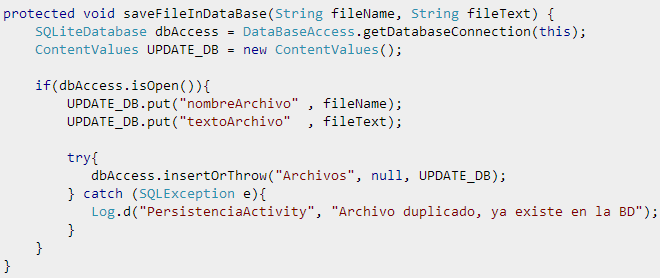 protected void saveFileInDataBase(String fileName, String fileText) {
    SQLiteDatabase dbAccess = DataBaseAccess.getDatabaseConnection(this);
    ContentValues UPDATE_DB = new ContentValues();

    if(dbAccess.isOpen()){
        UPDATE_DB.put("nombreArchivo" , fileName);
        UPDATE_DB.put("textoArchivo"  , fileText);

        try{
           dbAccess.insertOrThrow("Archivos", null, UPDATE_DB);
        } catch (SQLException e){
           Log.d("PersistenciaActivity", "Archivo duplicado, ya existe en la BD");
        }
    }
}